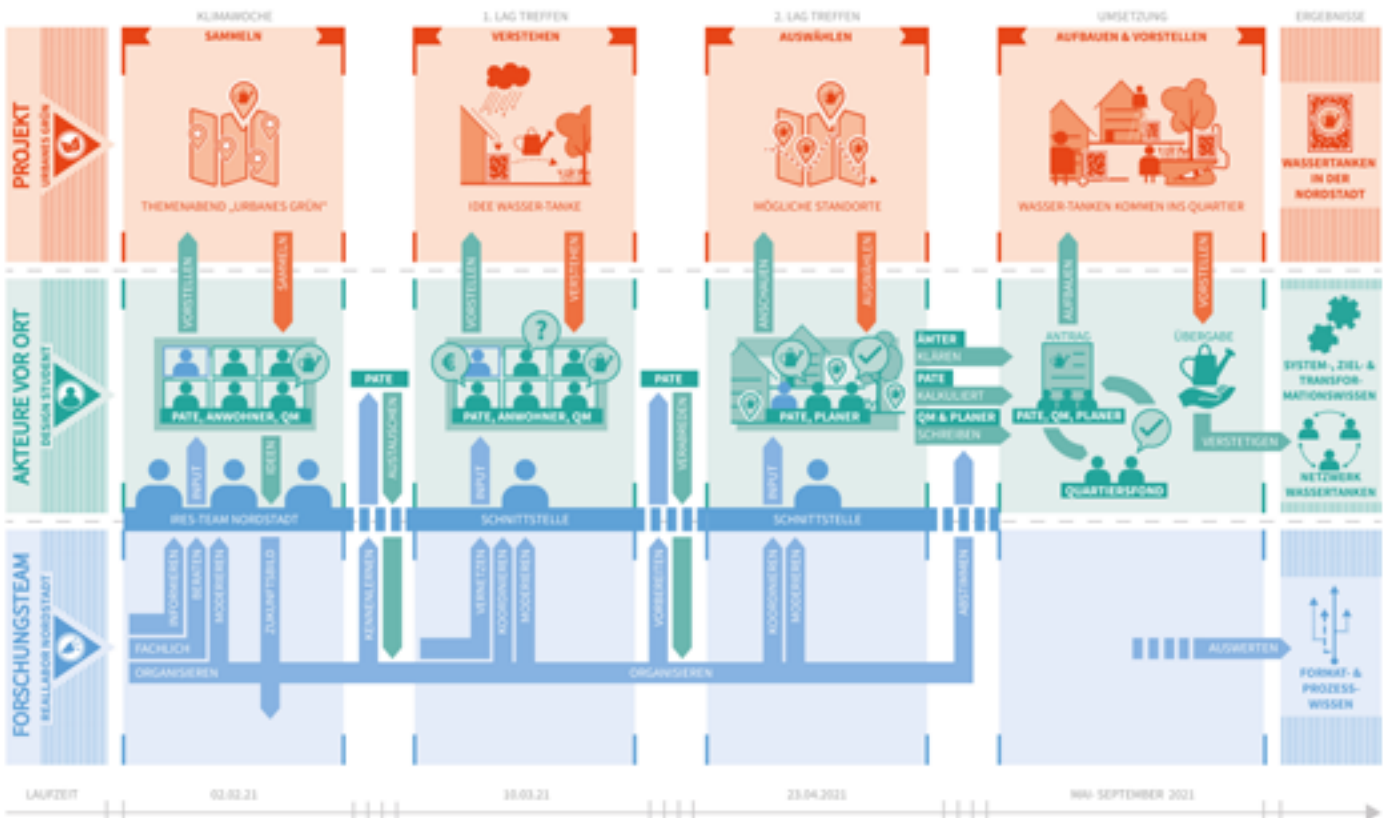 KLIMAWOCHE
1. LAG TREFFEN
2. LAG TREFFEN
UMSETZUNG
ERGEBNISSE
SAMMELN
VERSTEHEN
AUSWÄHLEN
AUFBAUEN & VORSTELLEN
PROJEKT
URBANES GRÜN
THEMENABEND „URBANES GRÜN“
IDEE WASSER-TANKE
MÖGLICHE STANDORTE
WASSER-TANKEN KOMMEN INS QUARTIER
WASSERTANKEN
IN DER
NORDSTADT
VORSTELLEN
SAMMELN
VORSTELLEN
VERSTEHEN
ANSCHAUEN
AUSWÄHLEN
AUFBAUEN
VORSTELLEN
AKTEURE VOR ORT
DESIGN STUDENT
PATE, ANWOHNER, QM
INPUT
IDEEN
PATE
AUSTAUSCHEN
?
€
PATE, ANWOHNER, QM
INPUT
PATE
VERABREDEN
PATE, PLANER
INPUT
ÄMTER
KLÄREN
PATE
KALKULIERT
QM & PLANER
SCHREIBEN
ANTRAG
PATE, QM, PLANER
QUARTIERSFOND
ÜBERGABE
VERSTETIGEN
SYSTEM-, ZIEL- &
TRANSFOR-
MATIONSWISSEN
NETZWERK
WASSERTANKEN
IRES-TEAM NORDSTADT
SCHNITTSTELLE
SCHNITTSTELLE
FORSCHUNGSTEAM
REALLABOR NORDSTADT
INFORMIEREN
BERATEN
MODERIEREN
ZUKUNFTSBILD
KENNENLERNEN
VERNETZEN
KOORDINIEREN
MODERIEREN
VORBEREITEN
KOORDINIEREN
MODERIEREN
ABSTIMMEN
FACHLICH
ORGANISIEREN
ORGANISIEREN
AUSWERTEN
FORMAT- &
PROZESS-
WISSEN
LAUFZEIT
02.02.21
10.03.21
23.04.2021
MAI- SEPTEMBER 2021